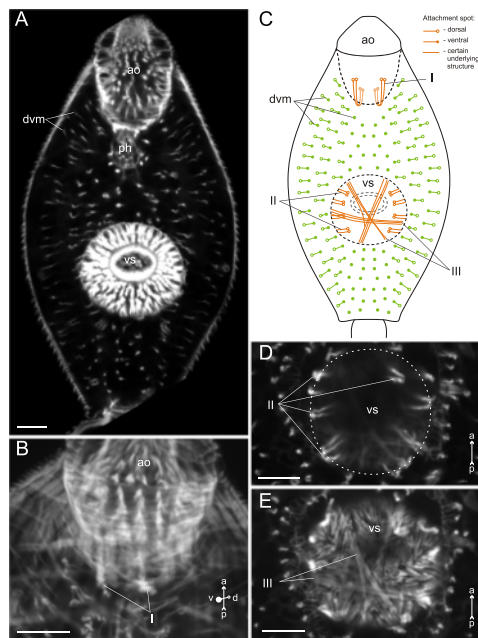 A
ao
dvm
ph
vs
C
Attachment spot:
- dorsal
- ventral
- certain
underlying
structure
ao
I
dvm
vs
II
III
D
II
vs
a
p
B
ao
I
a
v
d
p
E
vs
III
a
p